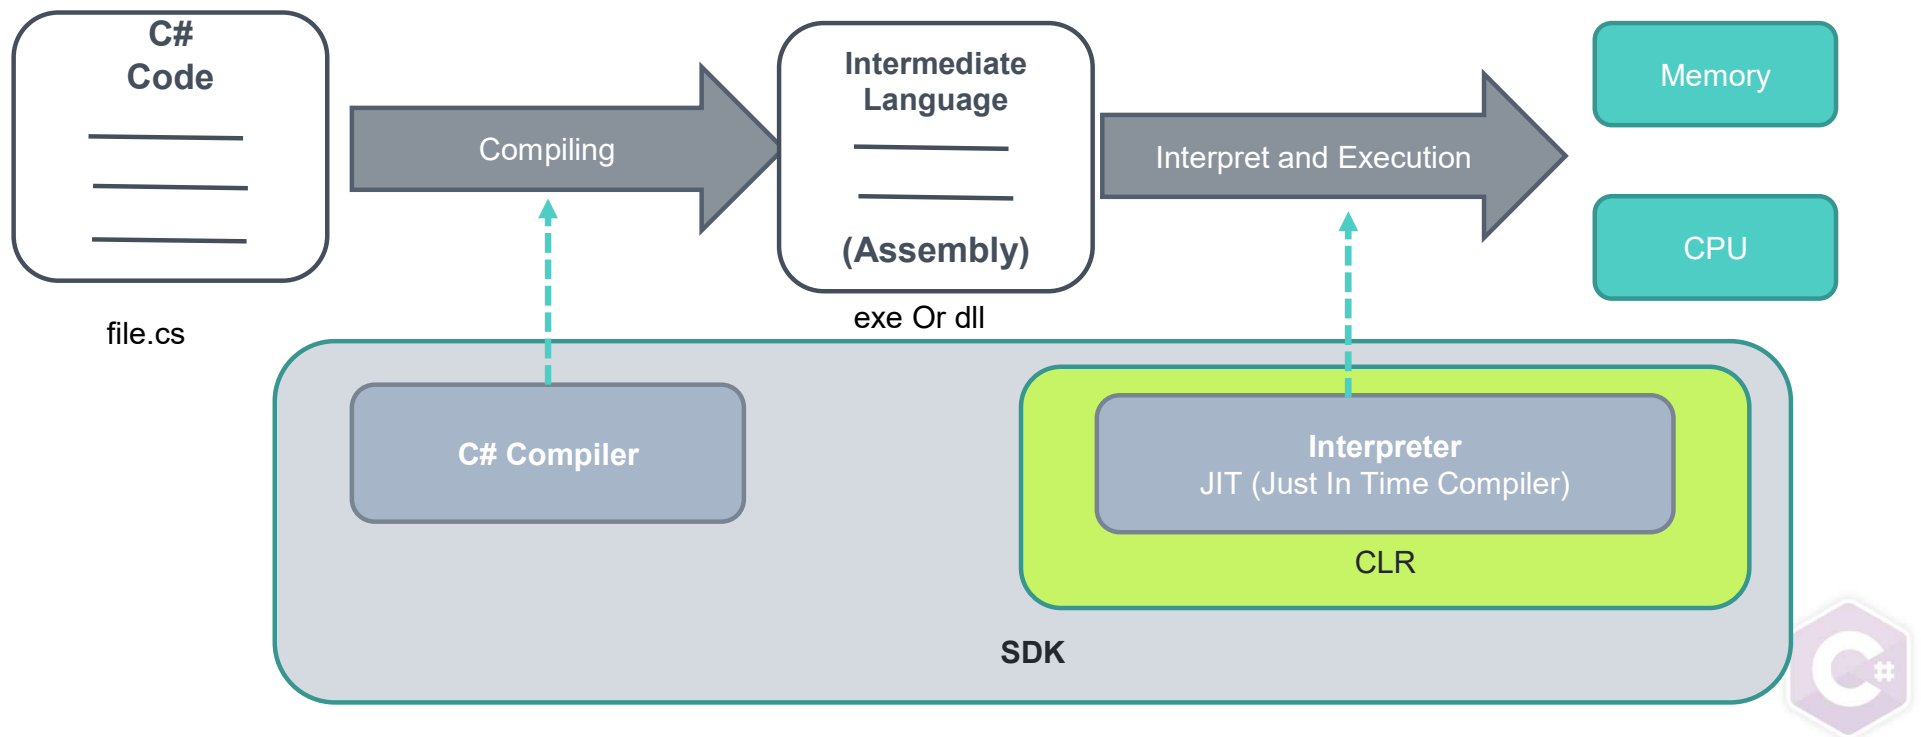 C#
Code
Compiling
Intermediate
Language
(Assembly)
Interpret and Execution
Memory
CPU
file.cs
exe Or dll
C# Compiler
Interpreter
JIT (Just In Time Compiler)
CLR
SDK
C#